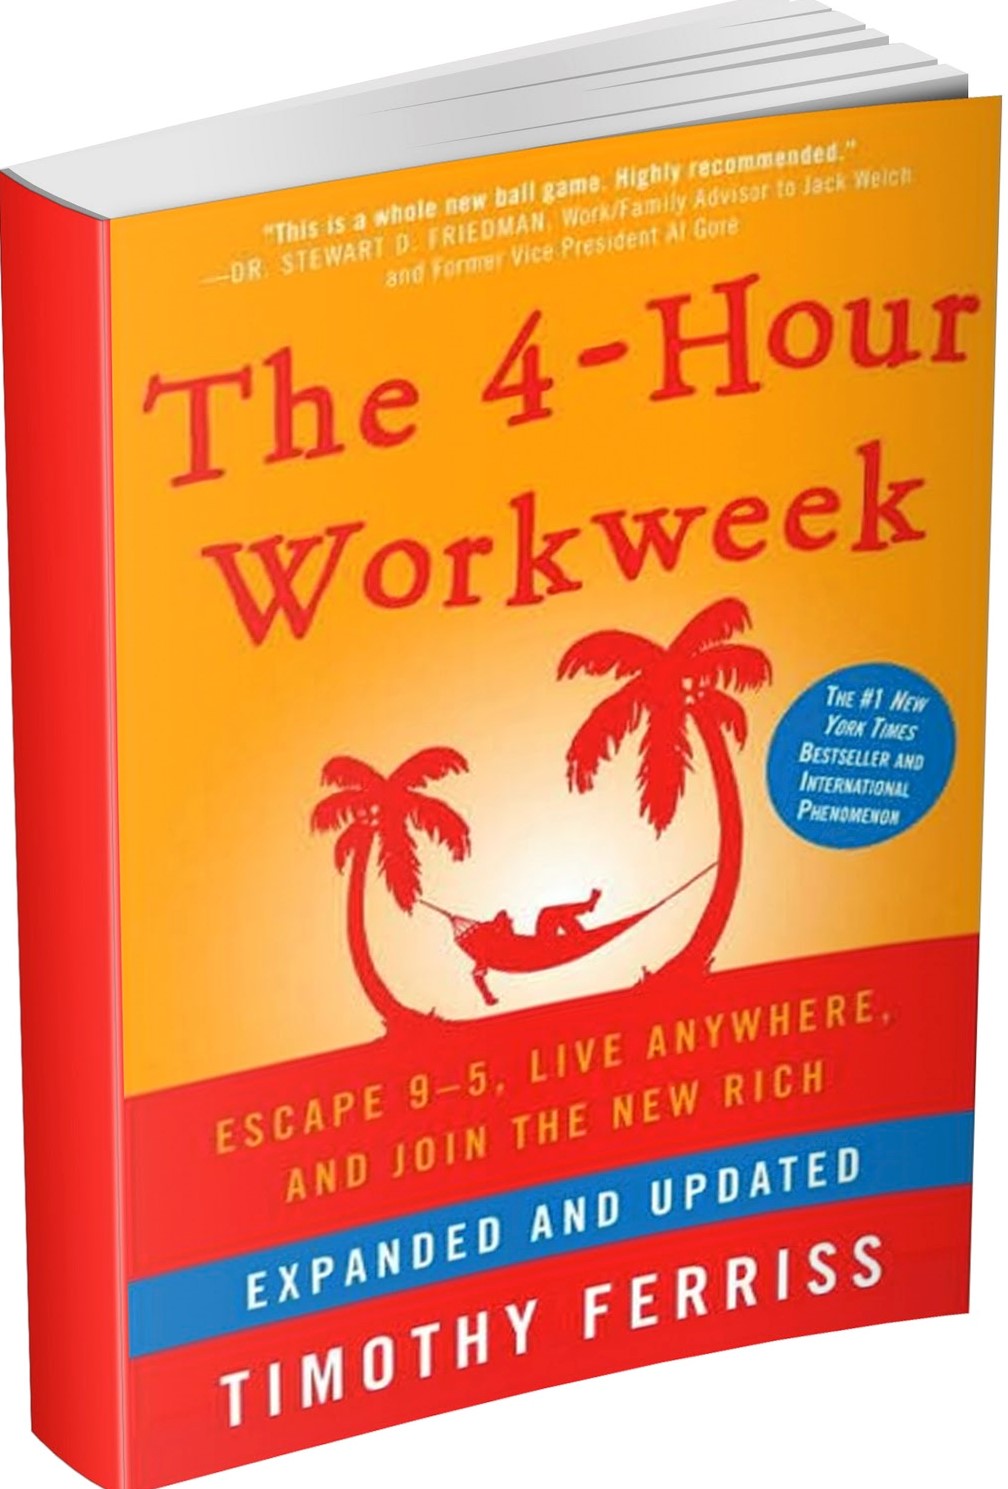 "This is a whole new ball game. Highly recommended."
—DR. STEWART D. FRIEDMAN, Work/Family Advisor to Jack Welch
and Former Vice President Al Gore
The 4-Hour
Workweek
THE #1 NEW
YORK TIMES
BESTSELLER AND
INTERNATIONAL
PHENOMENON
ESCAPE 9–5, LIVE ANYWHERE,
AND JOIN THE NEW RICH
EXPANDED AND UPDATED
TIMOTHY FERRISS